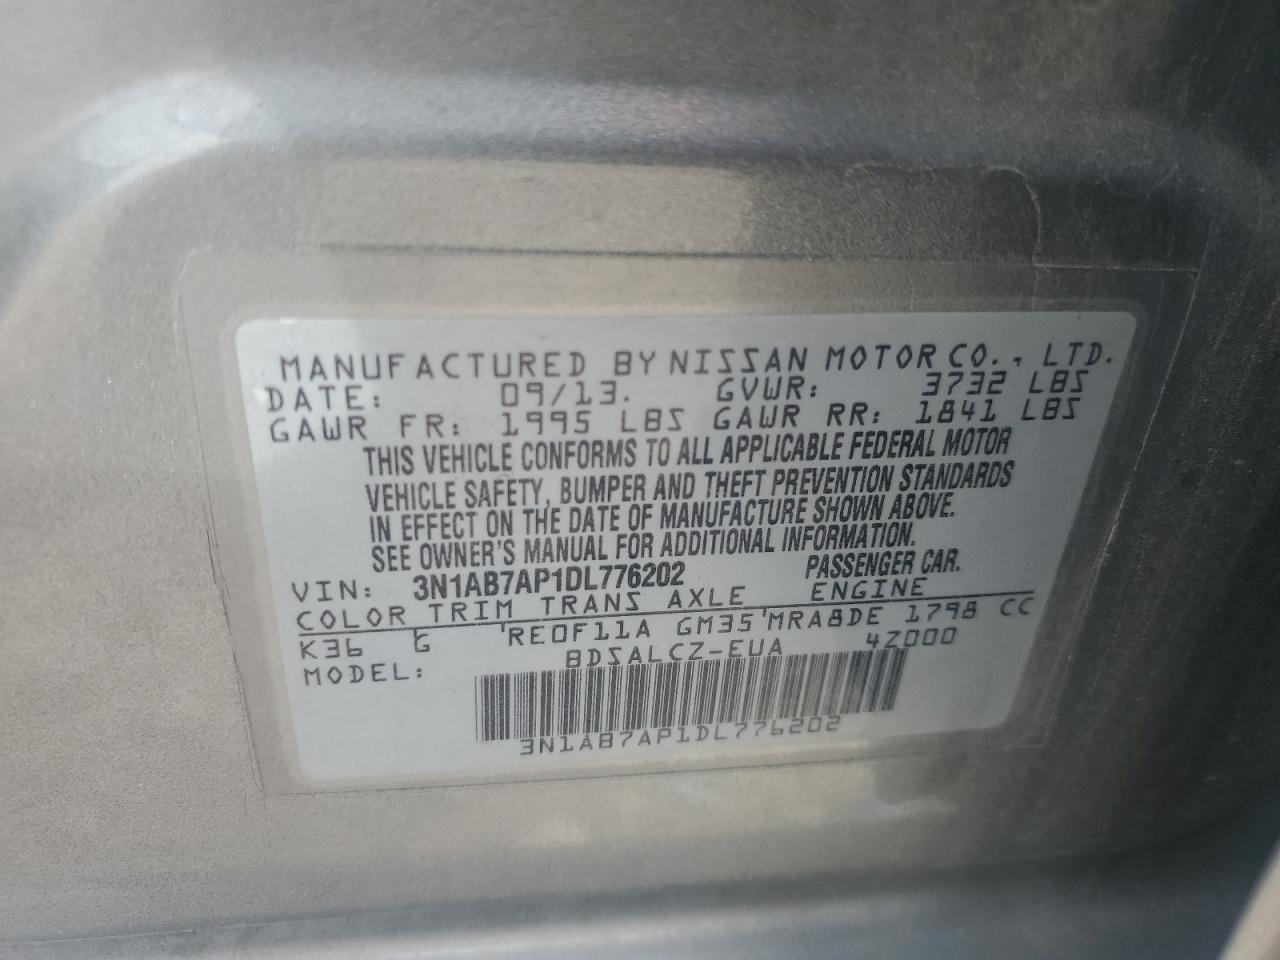 MANUFACTURED BY NISSAN MOTOR CO., LTD.
DATE: 09/13. GVWR: 3732 LBS
GAWR FR: 1995 LBS GAWR RR: 1841 LBS
THIS VEHICLE CONFORMS TO ALL APPLICABLE FEDERAL MOTOR
VEHICLE SAFETY, BUMPER AND THEFT PREVENTION STANDARDS
IN EFFECT ON THE DATE OF MANUFACTURE SHOWN ABOVE.
SEE OWNER'S MANUAL FOR ADDITIONAL INFORMATION.
VIN: 3N1AB7AP1DL776202 PASSENGER CAR.
COLOR TRIM TRANS AXLE ENGINE
K36 G 'RE0F11A GM35'MRA8DE 1798 CC
MODEL: BDSALCZ-EUA 4Z000
3N1AB7AP1DL776202